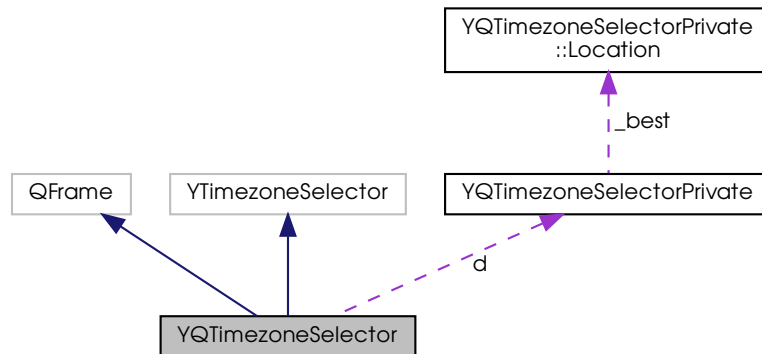 YQTimezoneSelectorPrivate
::Location
_best
QFrame
YTimezoneSelector
YQTimezoneSelectorPrivate
d
YQTimezoneSelector